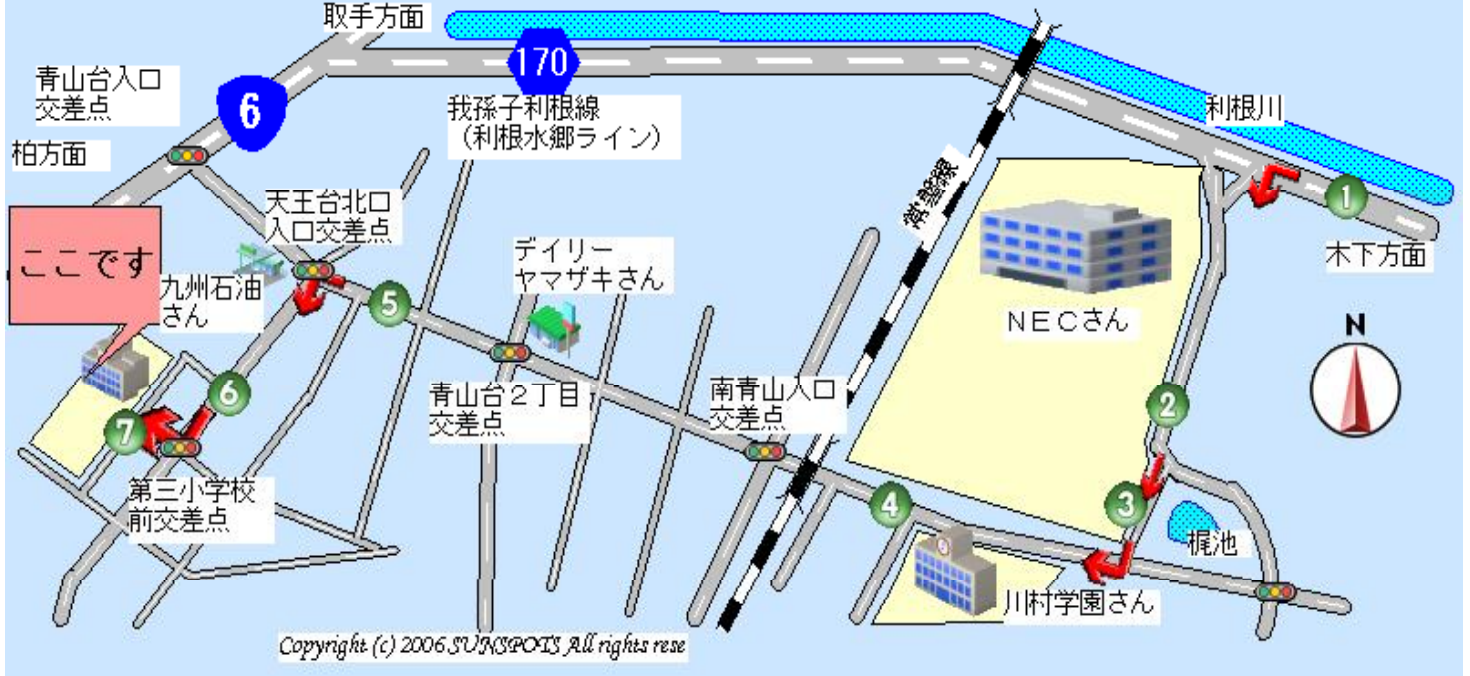 取手方面
青山台入口
交差点
6
170
我孫子利根線
（利根水郷ライン）
利根川
柏方面
常磐線
1
天王台北口
入口交差点
木下方面
ここです
デイリー
ヤマザキさん
九州石油
さん
5
NECさん
N
青山台２丁目
交差点
南青山入口
交差点
6
2
7
第三小学校
前交差点
4
3
梶池
川村学園さん
Copyright (c) 2006 SUNSPOTS All rights rese